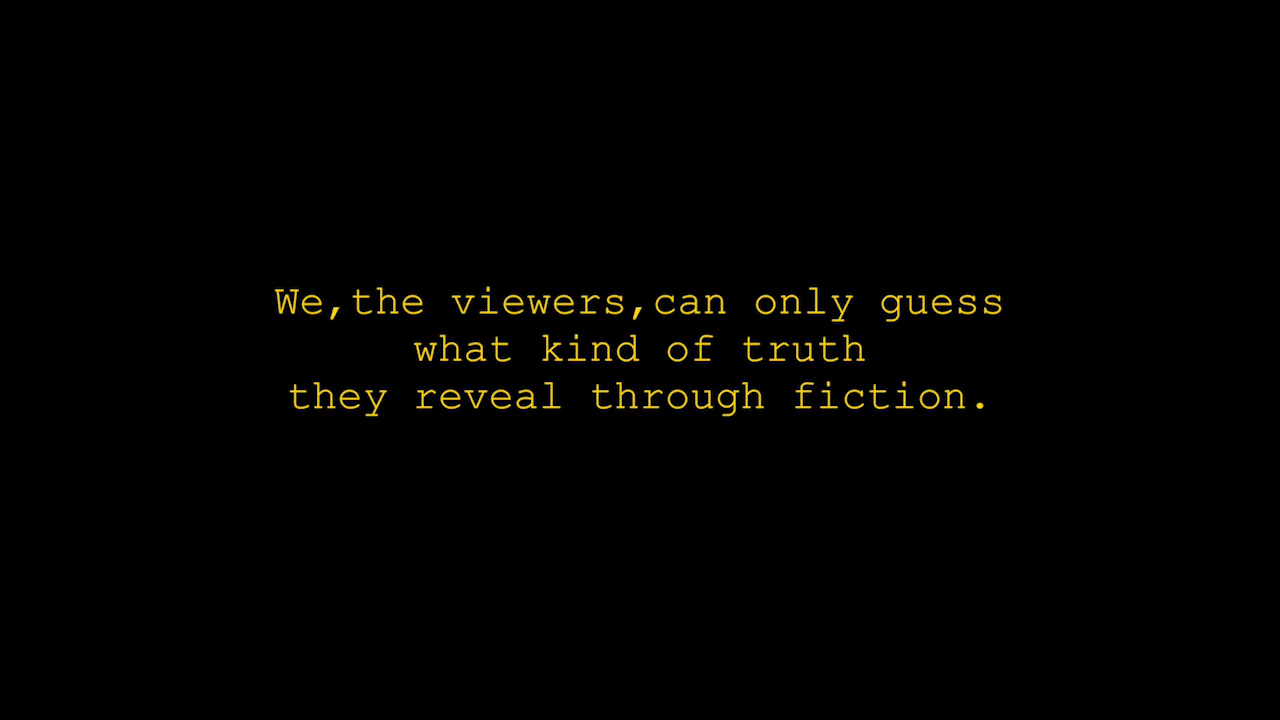 We,the viewers,can only guess
what kind of truth
they reveal through fiction.